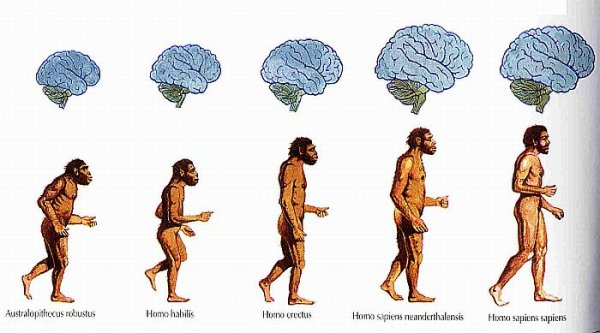 Australopithecus robustus
Homo habilis
Homo erectus
Homo sapiens neanderthalensis
Homo sapiens sapiens